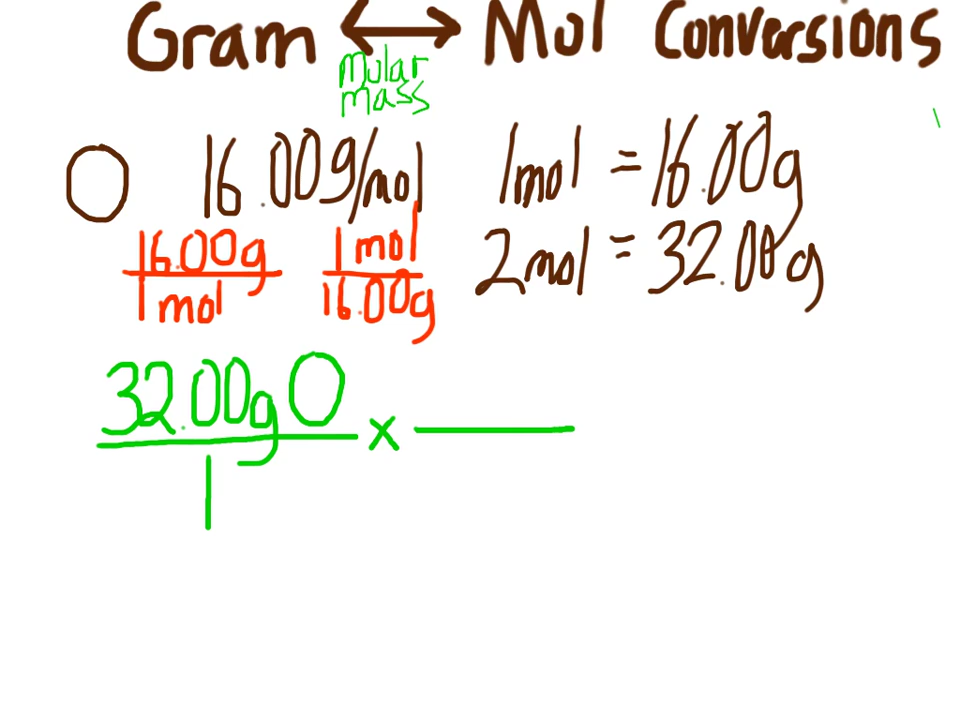 Gram ↔ Mol Conversions
molar
mass
O 16.00g/mol 1mol = 16.00g
16.00g 1mol 2mol = 32.00g
1mol 16.00g
32.00g O × 
1